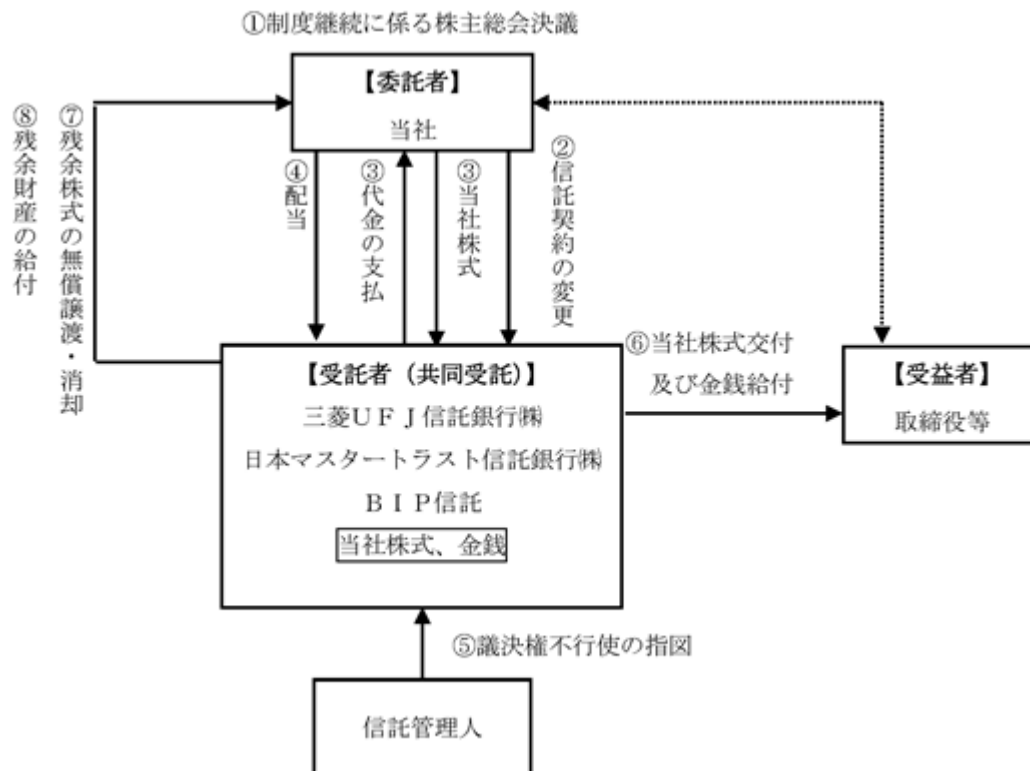 ①制度継続に係る株主総会決議
【委託者】
当社
⑧残余財産の給付
⑦残余株式の無償譲渡・消却
④配当
③代金の支払
③当社株式
②信託契約の変更
【受託者（共同受託）】
三菱ＵＦＪ信託銀行㈱
日本マスタートラスト信託銀行㈱
ＢＩＰ信託
当社株式、金銭
⑥当社株式交付
及び金銭給付
【受益者】
取締役等
⑤議決権不行使の指図
信託管理人